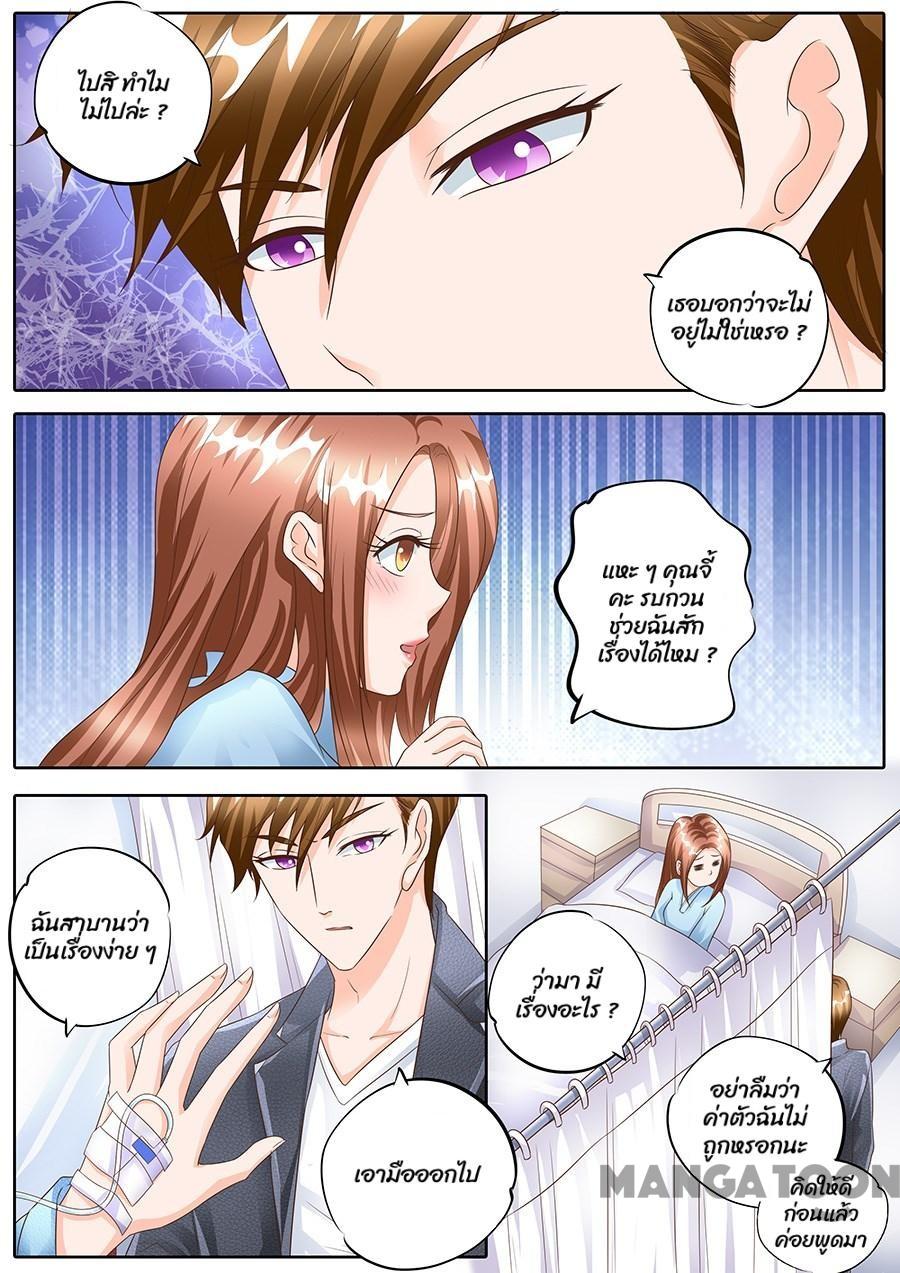 ไปสิ ทำไม
ไม่ไปล่ะ ?
เธอบอกว่าจะไม่
อยู่ไม่ใช่เหรอ ?
แหะ ๆ คุณจี้
คะ รบกวน
ช่วยฉันสัก
เรื่องได้ไหม ?
ฉันสาบานว่า
เป็นเรื่องง่าย ๆ
เอามือออกไป
ว่ามา มี
เรื่องอะไร ?
อย่าลืมว่า
ค่าตัวฉันไม่
ถูกหรอกนะ
คิดให้ดี
ก่อนแล้ว
ค่อยพูดมา
MANGATOON